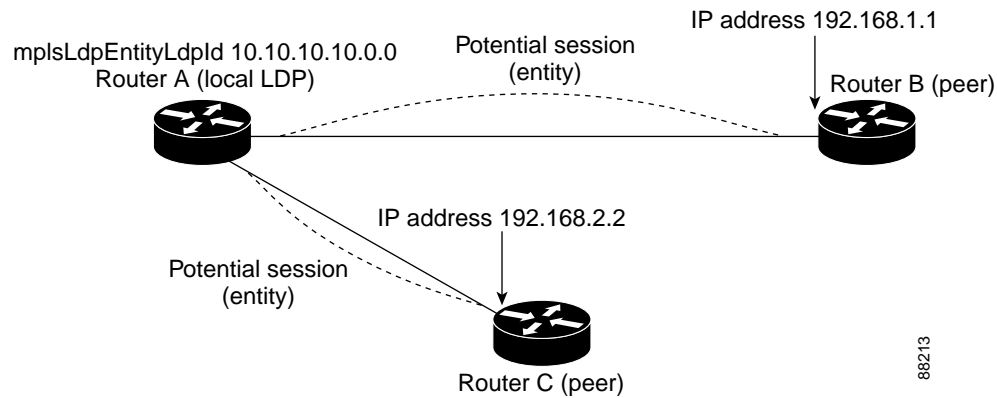 IP address 192.168.1.1
mplsLdpEntityLdpId 10.10.10.10.0.0
Router A (local LDP)
Potential session
(entity)
Router B (peer)
IP address 192.168.2.2
Potential session
(entity)
Router C (peer)
88213